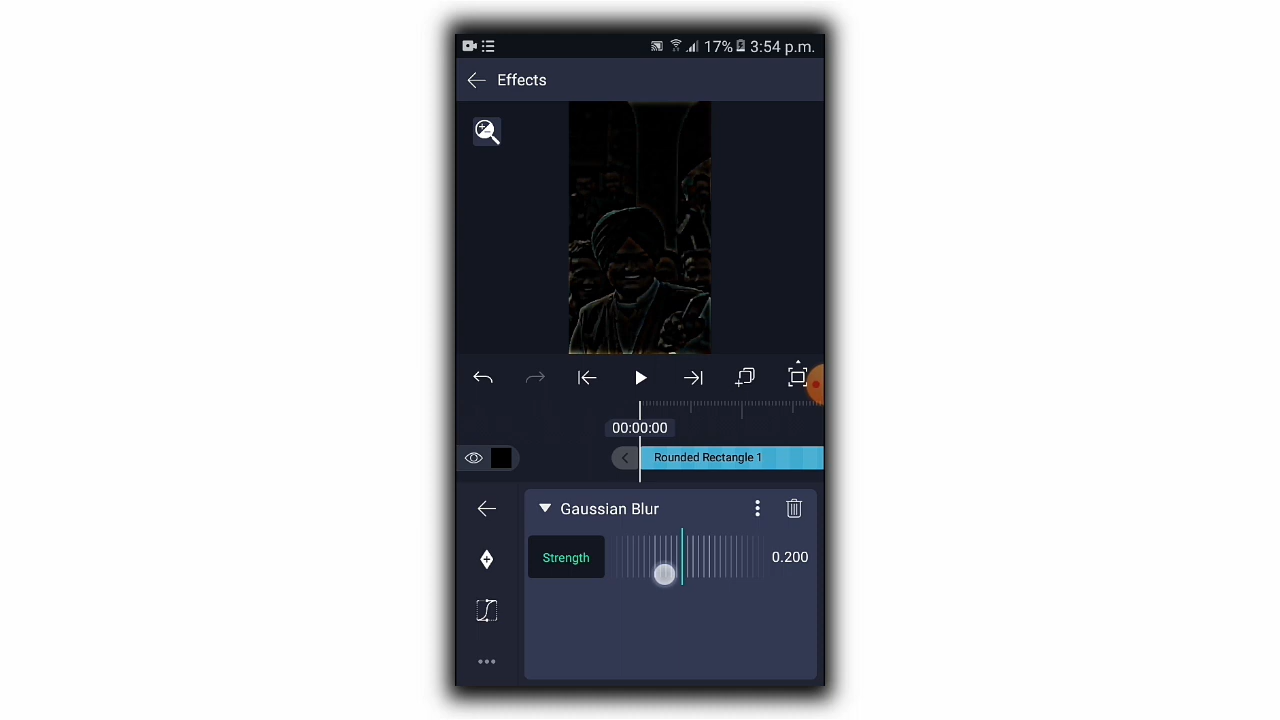 17% 3:54 p.m.
Effects
00:00:00
Rounded Rectangle 1
Gaussian Blur
Strength
0.200